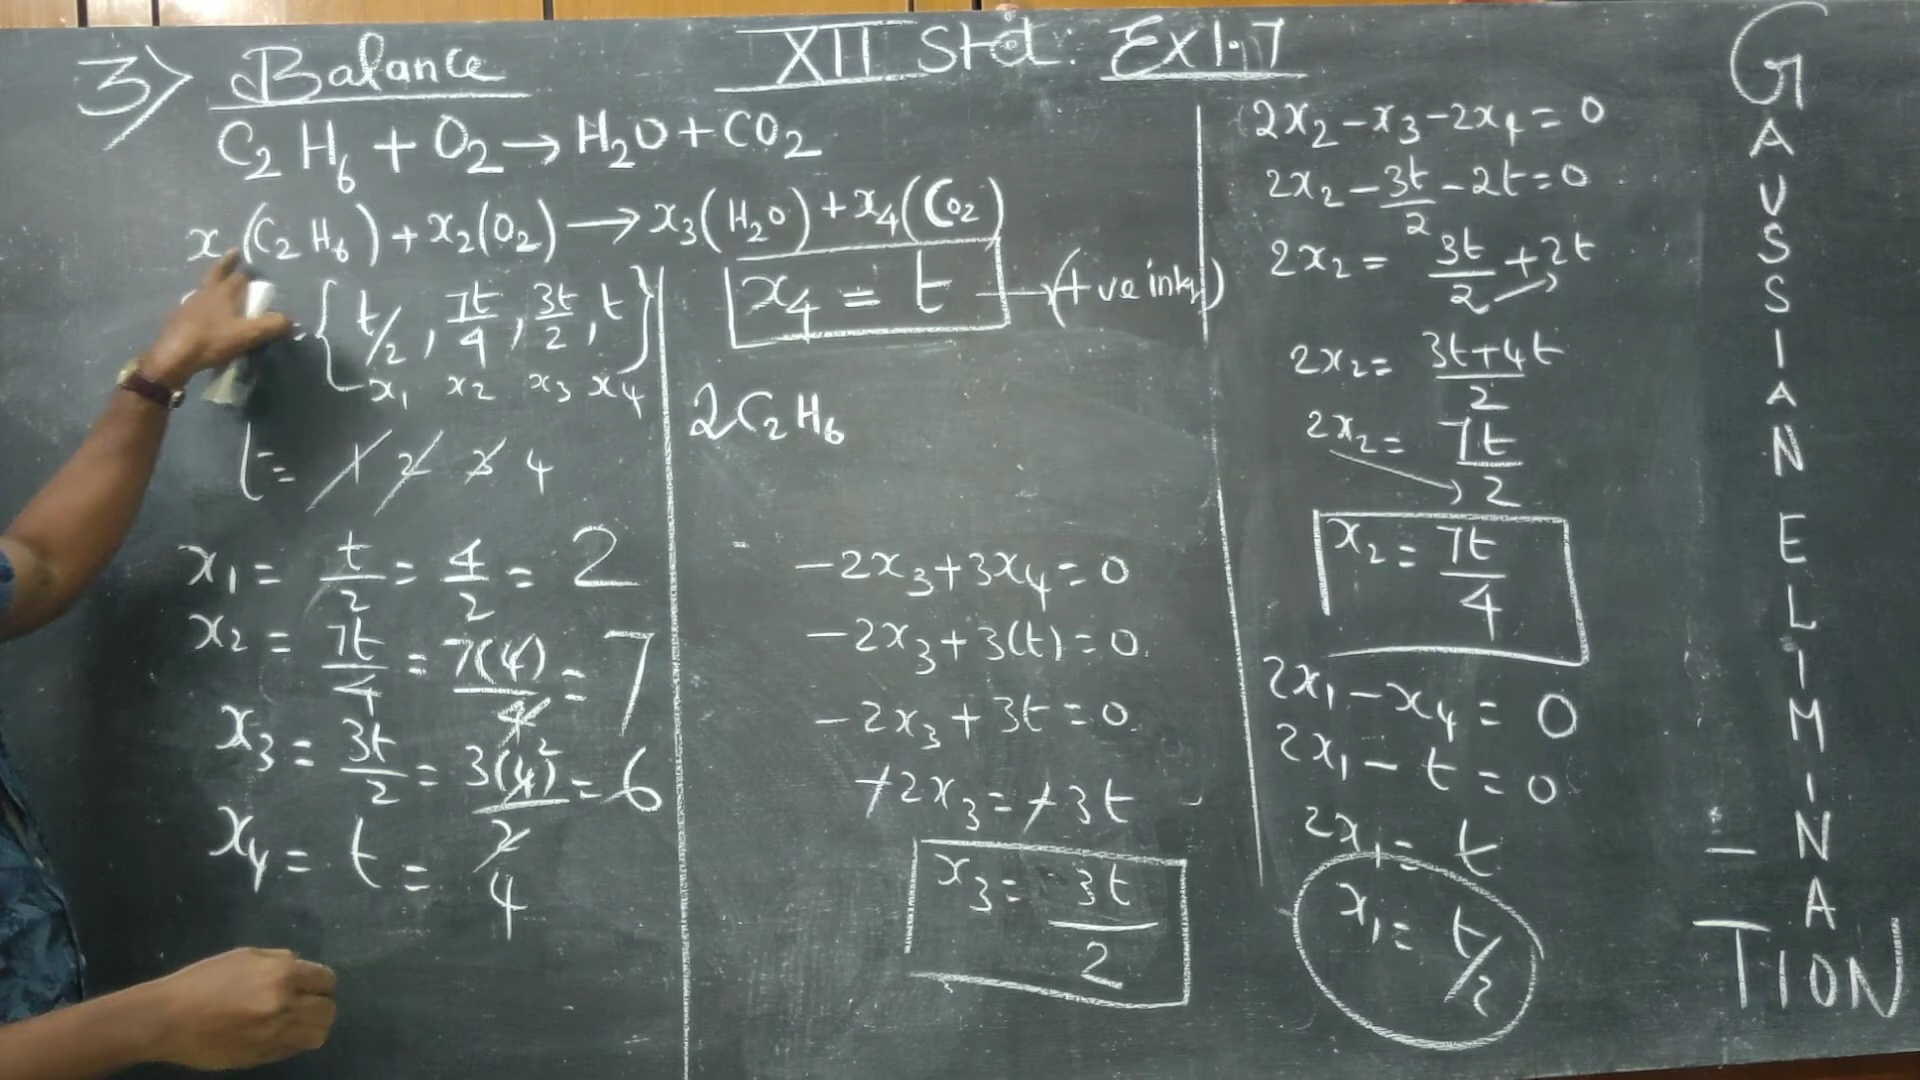 3) Balance
XII Std. Ex 1.7
C₂H₆ + O₂ → H₂O + CO₂
x₁(C₂H₆) + x₂(O₂) → x₃(H₂O) + x₄(CO₂)
= {t/2, 7t/4, 3t/2, t}
x₁ x₂ x₃ x₄
t = 1 2 3 4
x₁ = t/2 = 4/2 = 2
x₂ = 7t/4 = 7(4)/4 = 7
x₃ = 3t/2 = 3(4)²/2 = 6
x₄ = t = 4
x₄ = t → (+ve
2C₂H₆
-2x₃ + 3x₄ = 0
-2x₃ + 3(t) = 0
-2x₃ + 3t = 0
-2x₃ = -3t
x₃ = 3t/2
2x₂ - x₃ - 2x₄ = 0
2x₂ - 3t/2 - 2t = 0
2x₂ = 3t/2 + 2t
2x₂ = 3t+4t/2
2x₂ = 7t/2
x₂ = 7t/4
2x₁ - x₄ = 0
2x₁ - t = 0
2x₁ = t
x₁ = t/2
GAUSSIAN ELIMINA
TION